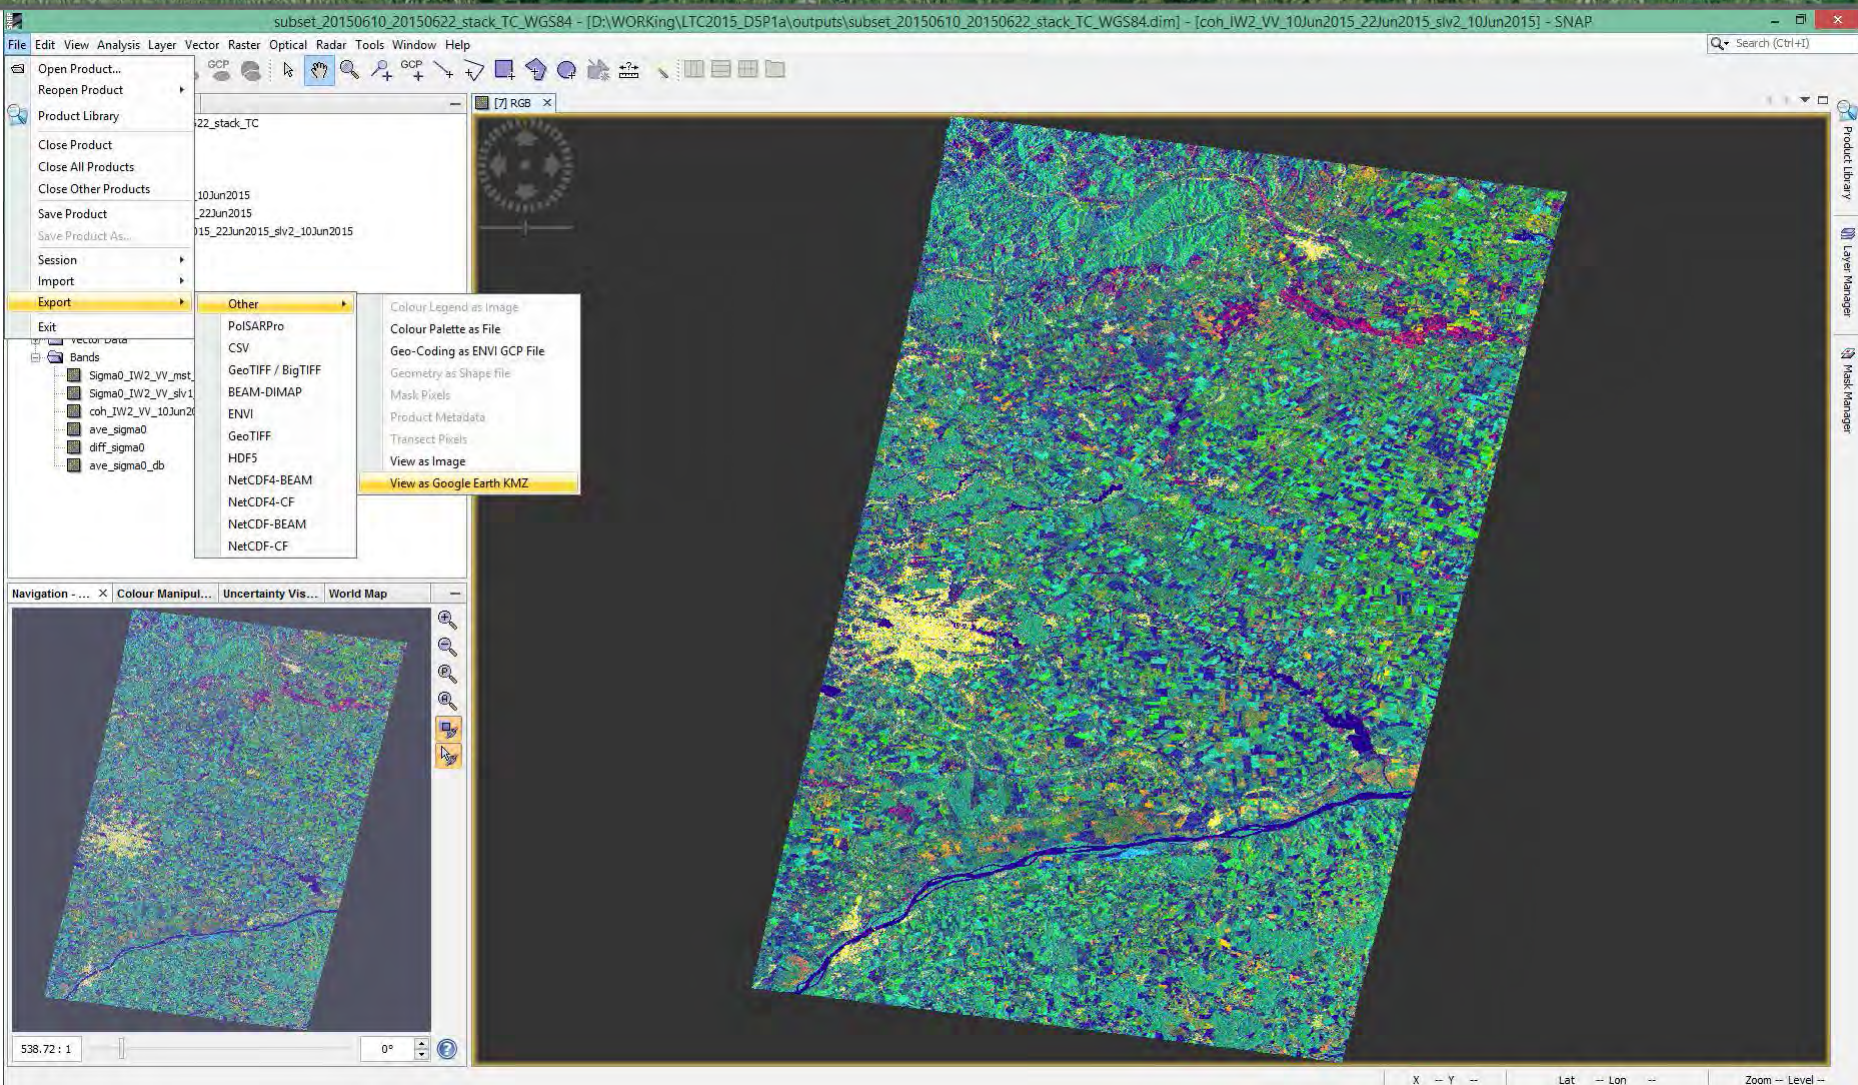 subset_20150610_20150622_stack_TC_WGS84 - [D:\WORKing\LTC2015_D5P1a\outputs\subset_20150610_20150622_stack_TC_WGS84.dim] - [coh_IW2_VV_10Jun2015_22Jun2015_slv2_10Jun2015] - SNAP
File Edit View Analysis Layer Vector Raster Optical Radar Tools Window Help
Search (Ctrl+I)
GCP
GCP
Open Product...
Reopen Product
Product Library
Close Product
Close All Products
Close Other Products
Save Product
Save Product As...
Session
Import
Export
Exit
Other
PolSARPro
CSV
GeoTIFF / BigTIFF
BEAM-DIMAP
ENVI
GeoTIFF
HDF5
NetCDF4-BEAM
NetCDF4-CF
NetCDF-BEAM
NetCDF-CF
Colour Legend as Image
Colour Palette as File
Geo-Coding as ENVI GCP File
Geometry as Shape file
Mask Pixels
Product Metadata
Transect Pixels
View as Image
View as Google Earth KMZ
[7] RGB
22_stack_TC
_10Jun2015
_22Jun2015
015_22Jun2015_slv2_10Jun2015
Vector Data
Bands
Sigma0_IW2_VV_mst_
Sigma0_IW2_VV_slv1_
coh_IW2_VV_10Jun20
ave_sigma0
diff_sigma0
ave_sigma0_db
Navigation - ... Colour Manipul... Uncertainty Vis... World Map
538.72 : 1
0°
Product Library
Layer Manager
Mask Manager
X -- Y -- Lat -- Lon -- Zoom -- Level --